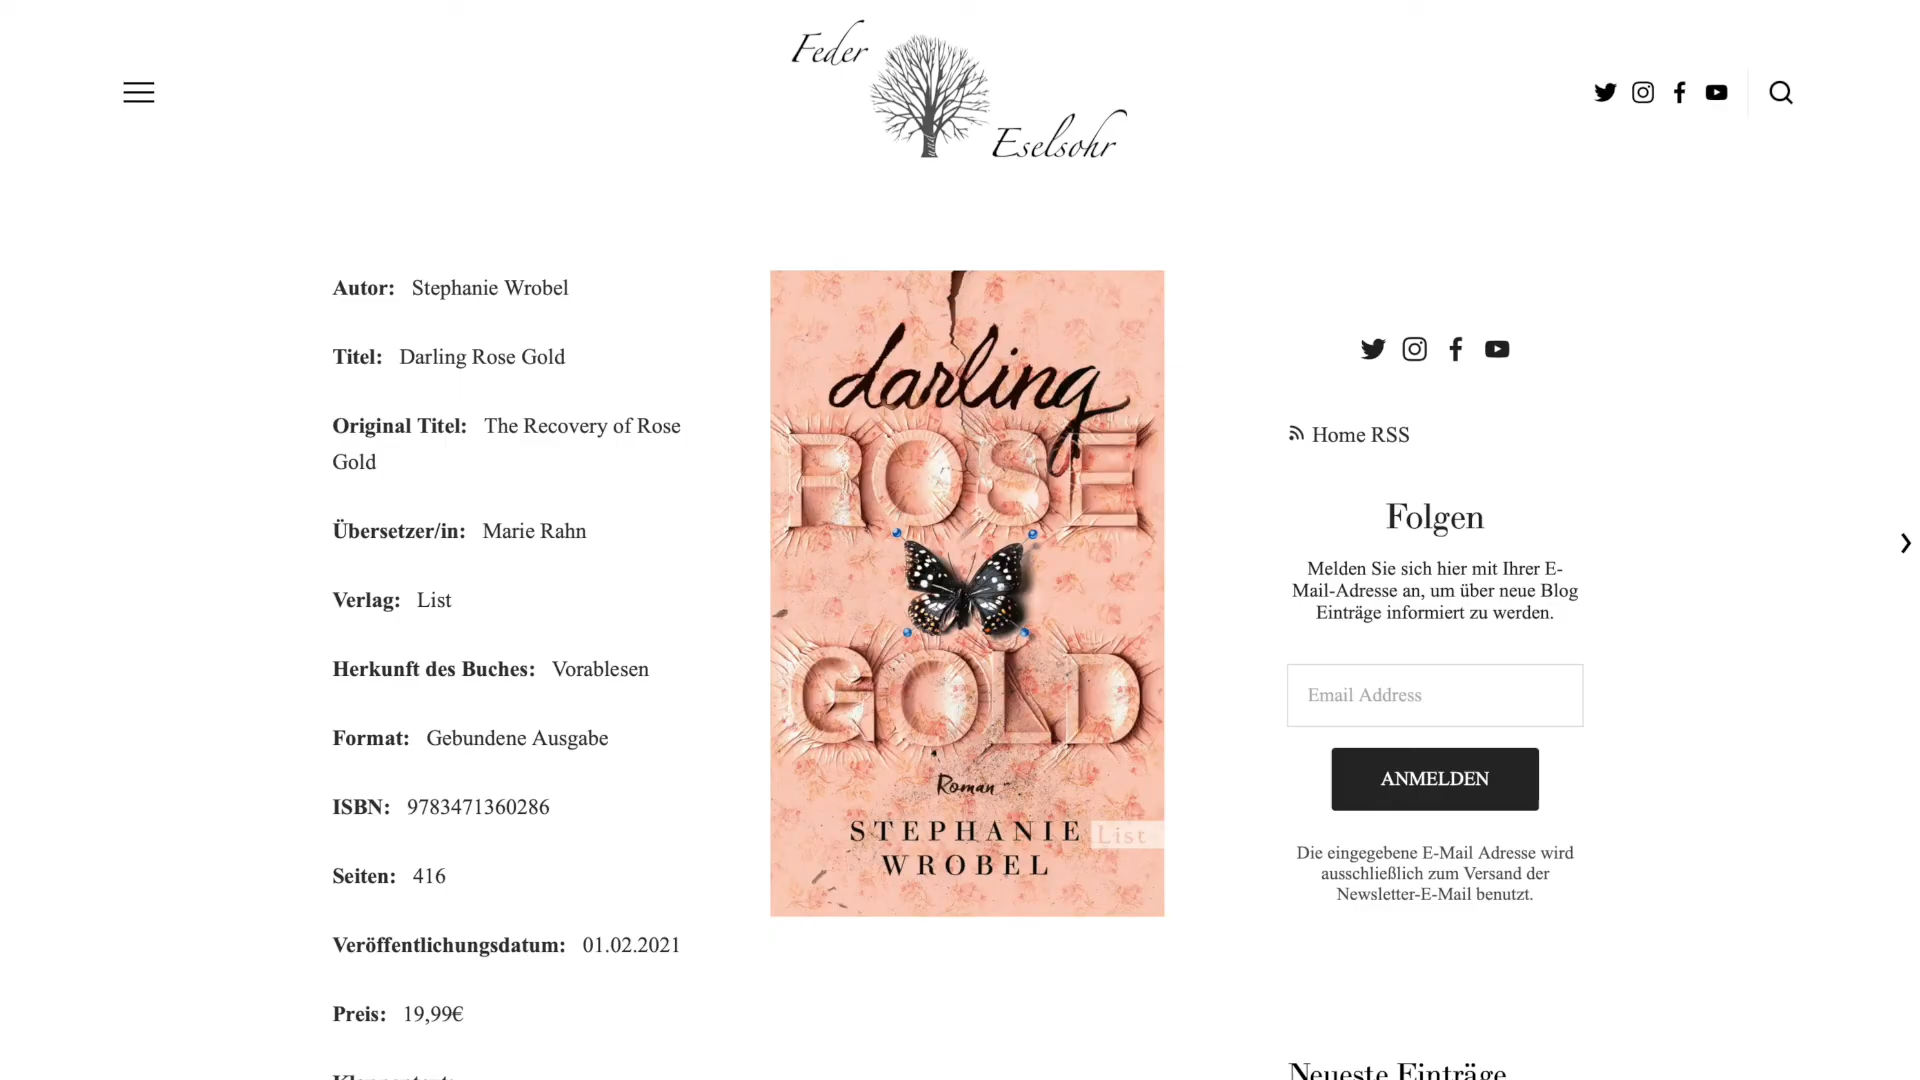 Feder
und
Eselsohr
Autor: Stephanie Wrobel
Titel: Darling Rose Gold
Original Titel: The Recovery of Rose
Gold
Übersetzer/in: Marie Rahn
Verlag: List
Herkunft des Buches: Vorablesen
Format: Gebundene Ausgabe
ISBN: 9783471360286
Seiten: 416
Veröffentlichungsdatum: 01.02.2021
Preis: 19,99€
darling
ROSE
GOLD
Roman
STEPHANIE
List
WROBEL
Home RSS
Folgen
Melden Sie sich hier mit Ihrer E-
Mail-Adresse an, um über neue Blog
Einträge informiert zu werden.
Email Address
ANMELDEN
Die eingegebene E-Mail Adresse wird
ausschließlich zum Versand der
Newsletter-E-Mail benutzt.
Neueste Einträge